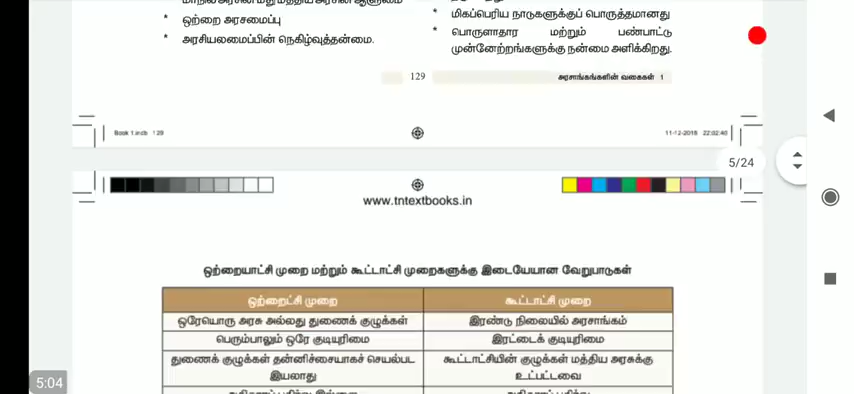 * ஒற்றை அரசமைப்பு
* அரசியலமைப்பின் நெகிழ்வுத்தன்மை.
* மிகப்பெரிய நாடுகளுக்குப் பொருத்தமானது
* பொருளாதார மற்றும் பண்பாட்டு
முன்னேற்றங்களுக்கு நன்மை அளிக்கிறது.
129
அரசாங்கங்களின் வகைகள் 1
Book 1.indb 129
11-12-2018 22:02:40
5/24
www.tntextbooks.in
ஒற்றையாட்சி முறை மற்றும் கூட்டாட்சி முறைகளுக்கு இடையேயான வேறுபாடுகள்
ஒற்றைட்சி முறை
கூட்டாட்சி முறை
ஒரேயொரு அரசு அல்லது துணைக் குழுக்கள்
இரண்டு நிலையில் அரசாங்கம்
பெரும்பாலும் ஒரே குடியுரிமை
இரட்டைக் குடியுரிமை
துணைக் குழுக்கள் தன்னிச்சையாகச் செயல்பட
இயலாது
கூட்டாட்சியின் குழுக்கள் மத்திய அரசுக்கு
உட்பட்டவை
5:04